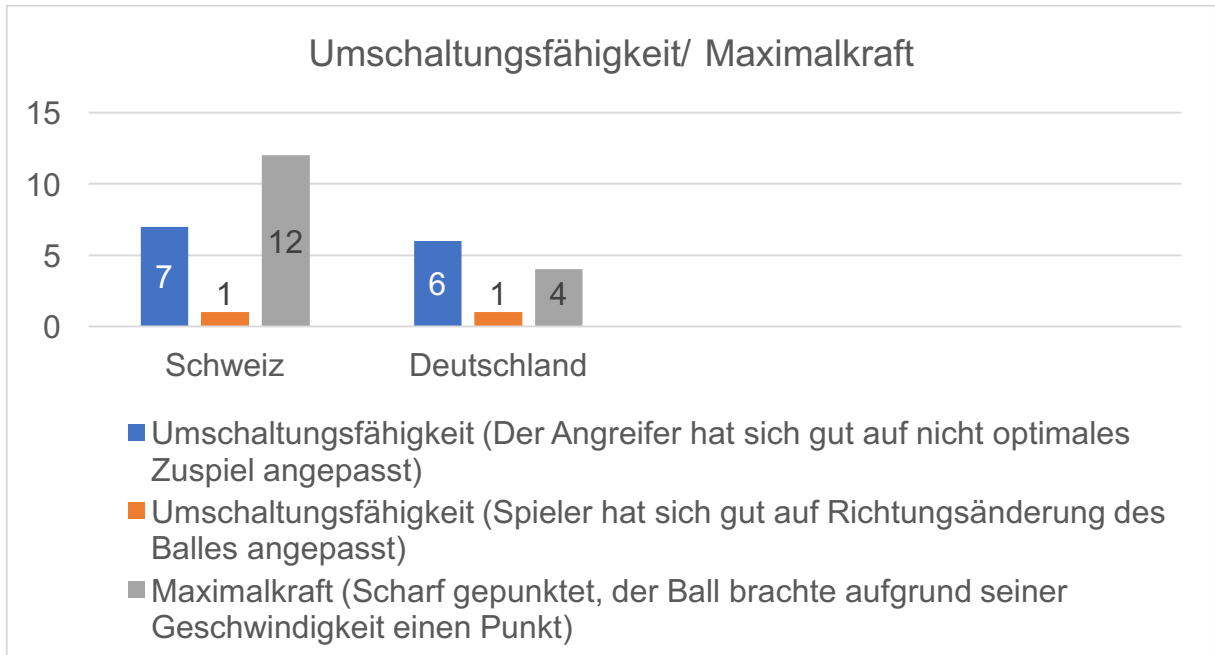 Umschaltungsfähigkeit/ Maximalkraft
15
10
5
0
7
1
12
6
1
4
Schweiz
Deutschland
Umschaltungsfähigkeit (Der Angreifer hat sich gut auf nicht optimales
Zuspiel angepasst)
Umschaltungsfähigkeit (Spieler hat sich gut auf Richtungsänderung des
Balles angepasst)
Maximalkraft (Scharf gepunktet, der Ball brachte aufgrund seiner
Geschwindigkeit einen Punkt)